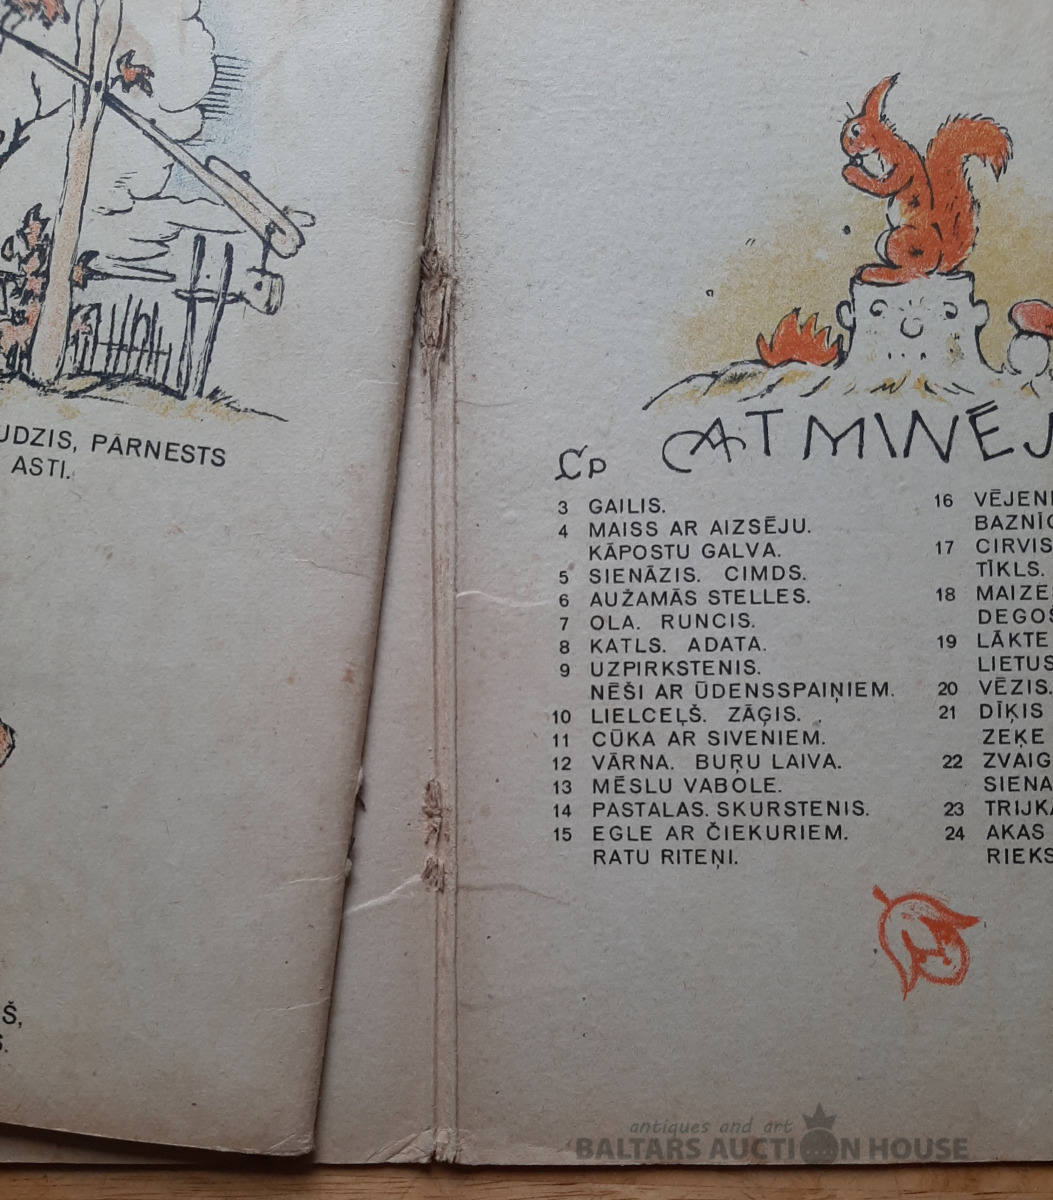 UDZIS, PĀRNESTS
ASTI.
Š,
S.
ATMINĒJ
Lp
3 GAILIS.
4 MAISS AR AIZSĒJU.
KĀPOSTU GALVA.
5 SIENĀZIS. CIMDS.
6 AUŽAMĀS STELLES.
7 OLA. RUNCIS.
8 KATLS. ADATA.
9 UZPIRKSTENIS.
NĒŠI AR ŪDENSSPAIŅIEM.
10 LIELCEĻŠ. ZĀĢIS.
11 CŪKA AR SIVENIEM.
12 VĀRNA. BUŖU LAIVA.
13 MĒSLU VABOLE.
14 PASTALAS. SKURSTENIS.
15 EGLE AR ČIEKURIEM.
RATU RITEŅI.
16 VĒJEN
BAZNĪC
17 CIRVIS
TĪKLS.
18 MAIZE
DEGOŠ
19 LĀKTE
LIETUS
20 VĒZIS.
21 DĪĶIS
ZEĶE
22 ZVAIG
SIENA
23 TRIJK
24 AKAS
RIEKS
antiques and art
BALTARS AUCTION HOUSE